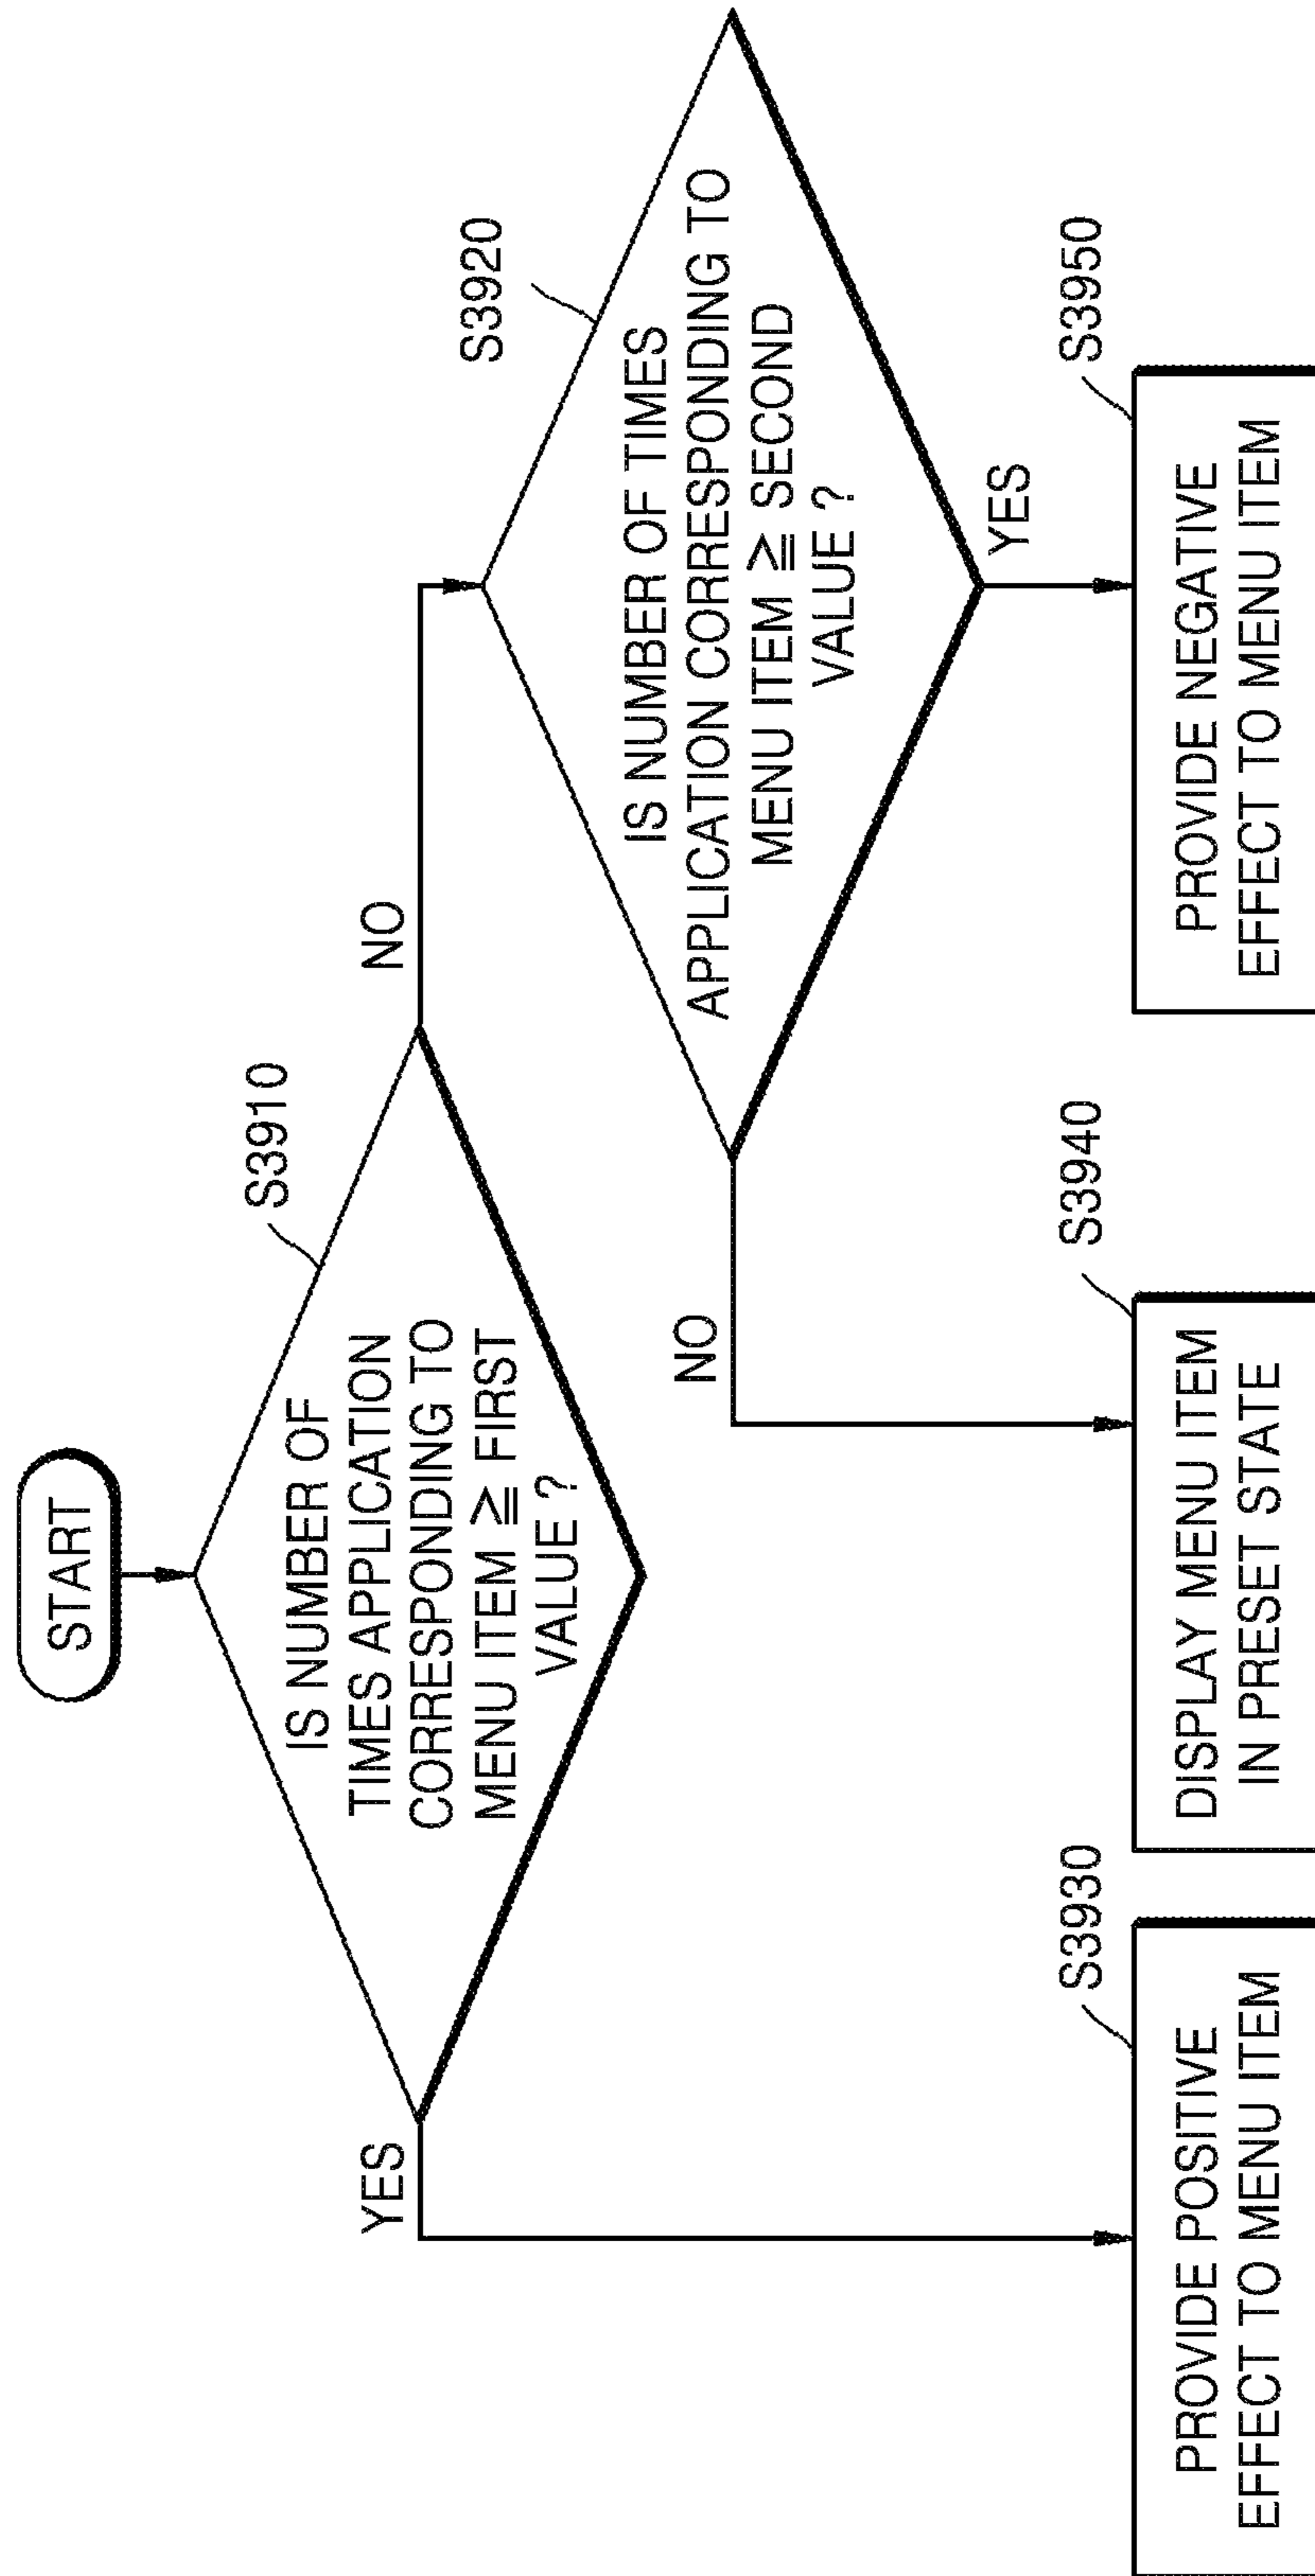 START
S3910
IS NUMBER OF
TIMES APPLICATION
CORRESPONDING TO
MENU ITEM ≧ FIRST
VALUE ?
YES
NO
S3920
IS NUMBER OF TIMES
APPLICATION CORRESPONDING TO
MENU ITEM ≧ SECOND
VALUE ?
NO
YES
S3930
PROVIDE POSITIVE
EFFECT TO MENU ITEM
S3940
DISPLAY MENU ITEM
IN PRESET STATE
S3950
PROVIDE NEGATIVE
EFFECT TO MENU ITEM